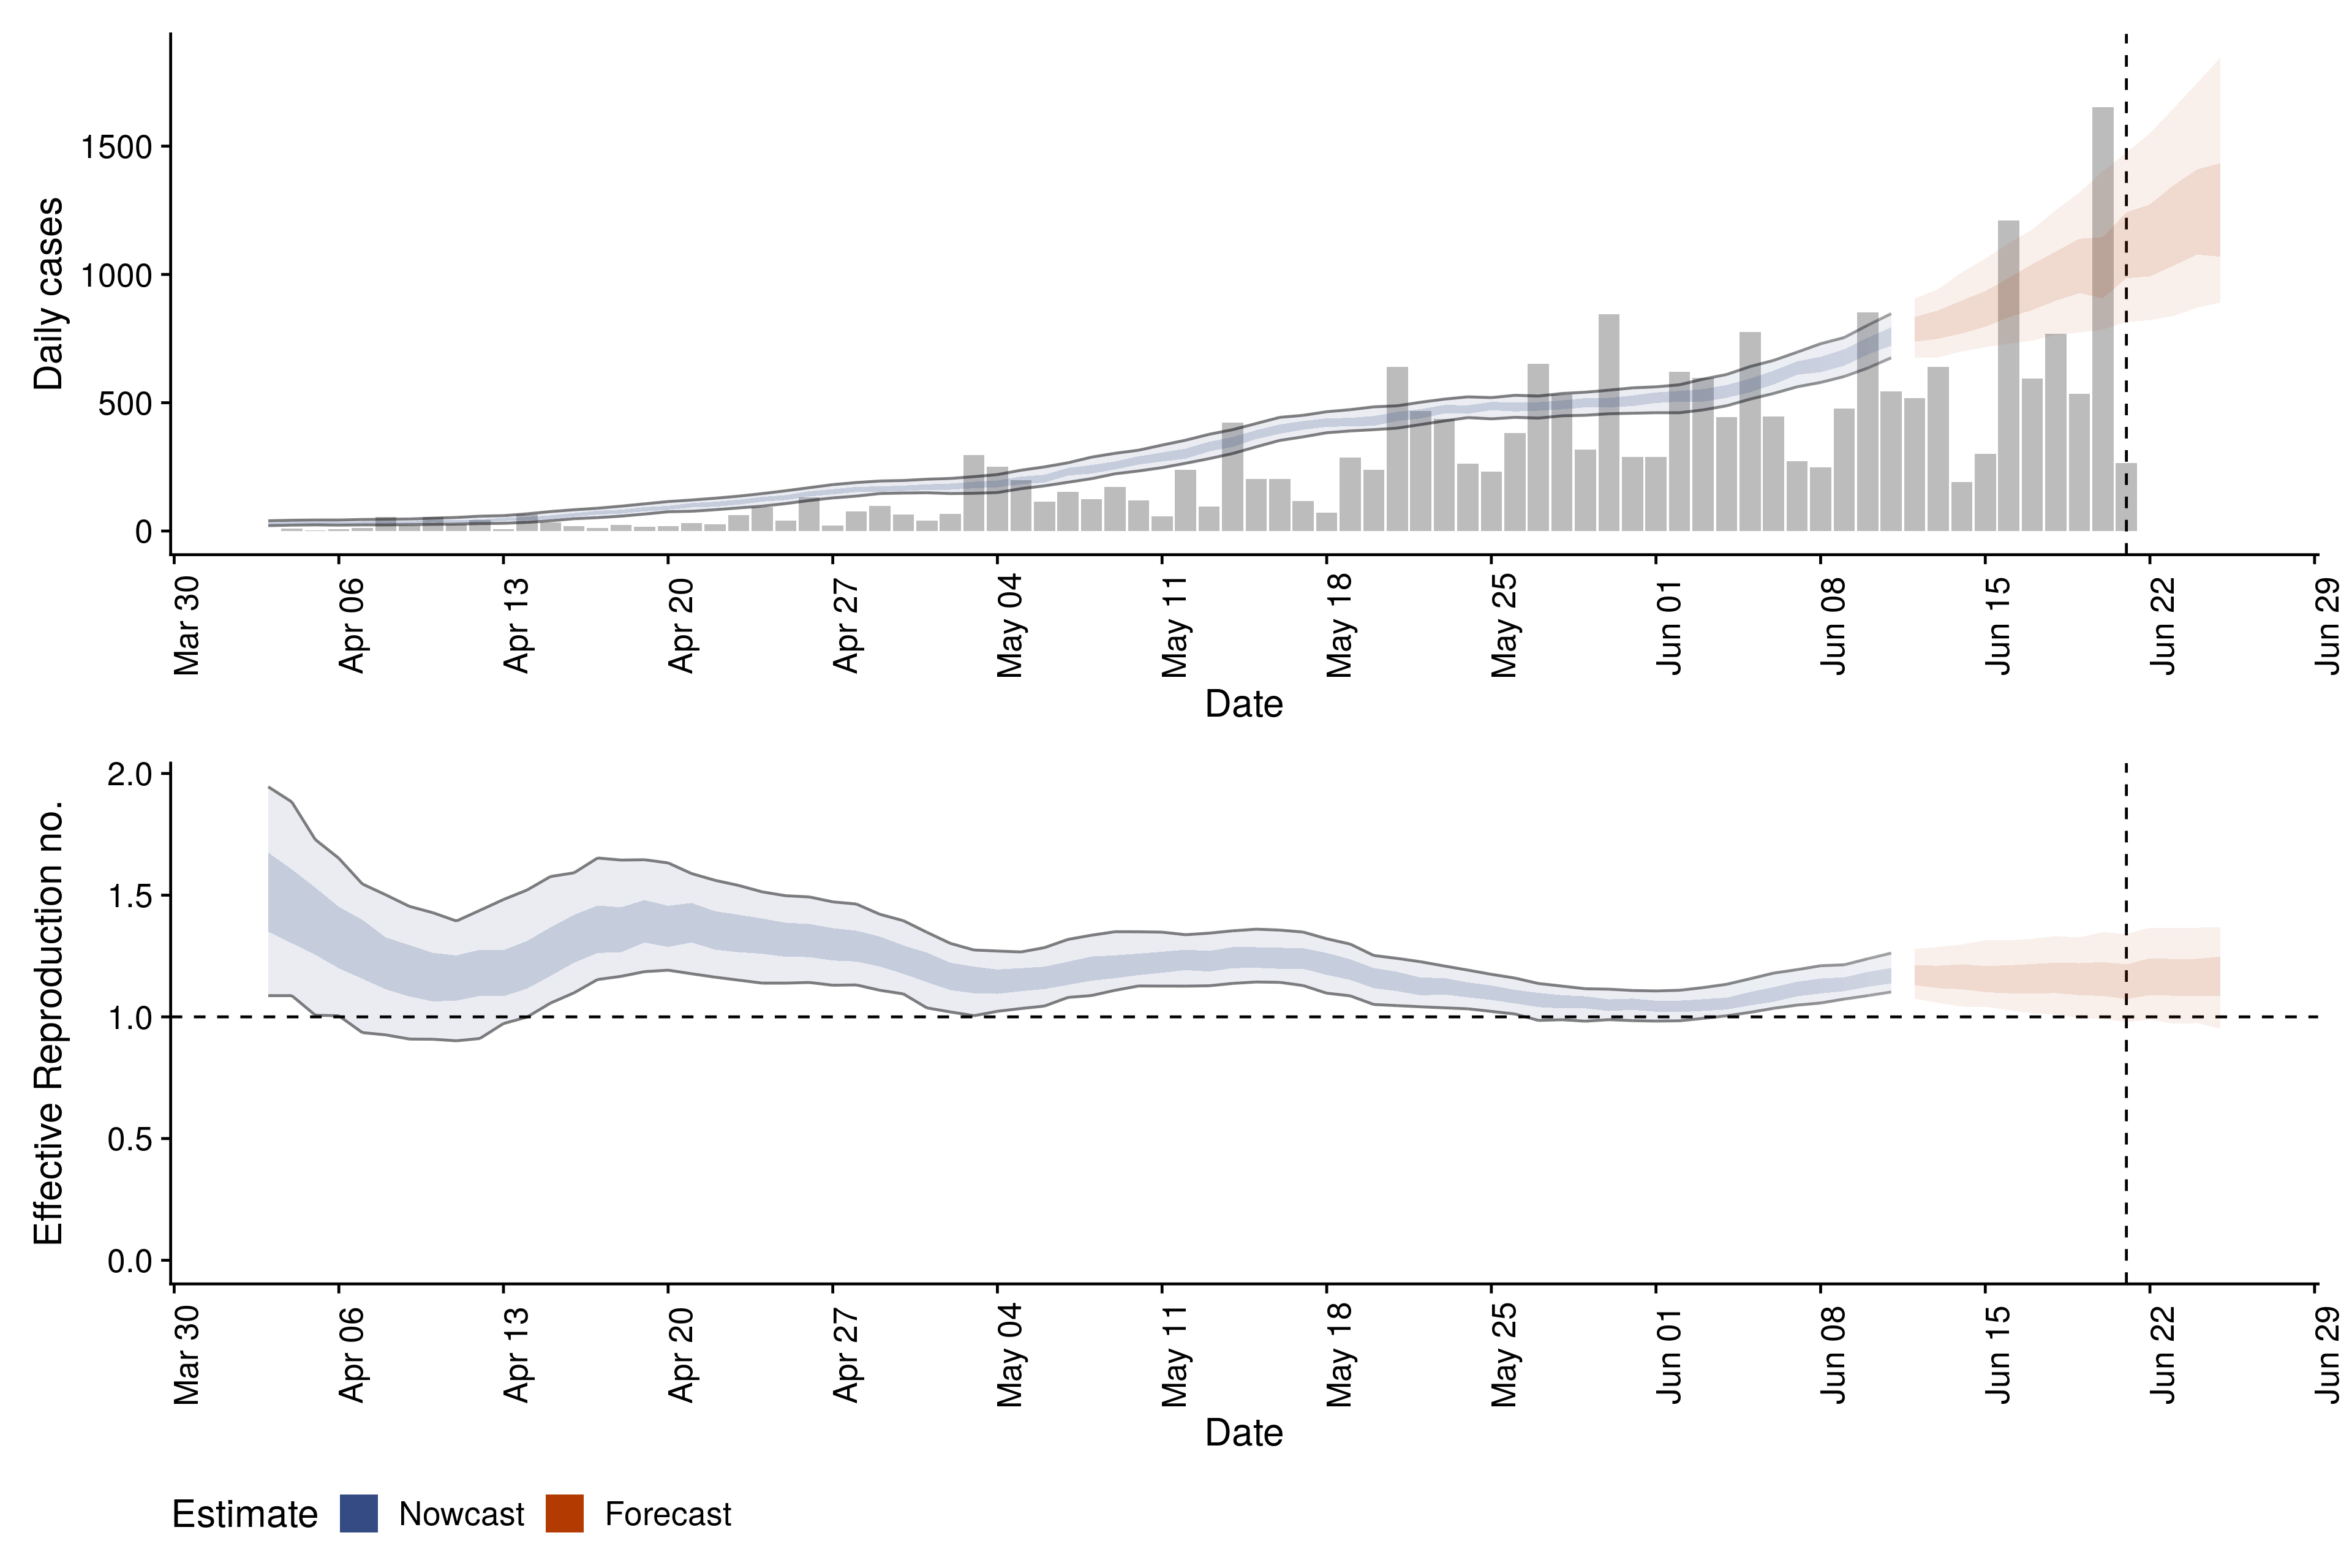 Daily cases
1500
1000
500
0
Mar 30
Apr 06
Apr 13
Apr 20
Apr 27
May 04
May 11
May 18
May 25
Jun 01
Jun 08
Jun 15
Jun 22
Jun 29
Date
Effective Reproduction no.
2.0
1.5
1.0
0.5
0.0
Mar 30
Apr 06
Apr 13
Apr 20
Apr 27
May 04
May 11
May 18
May 25
Jun 01
Jun 08
Jun 15
Jun 22
Jun 29
Date
Estimate Nowcast Forecast